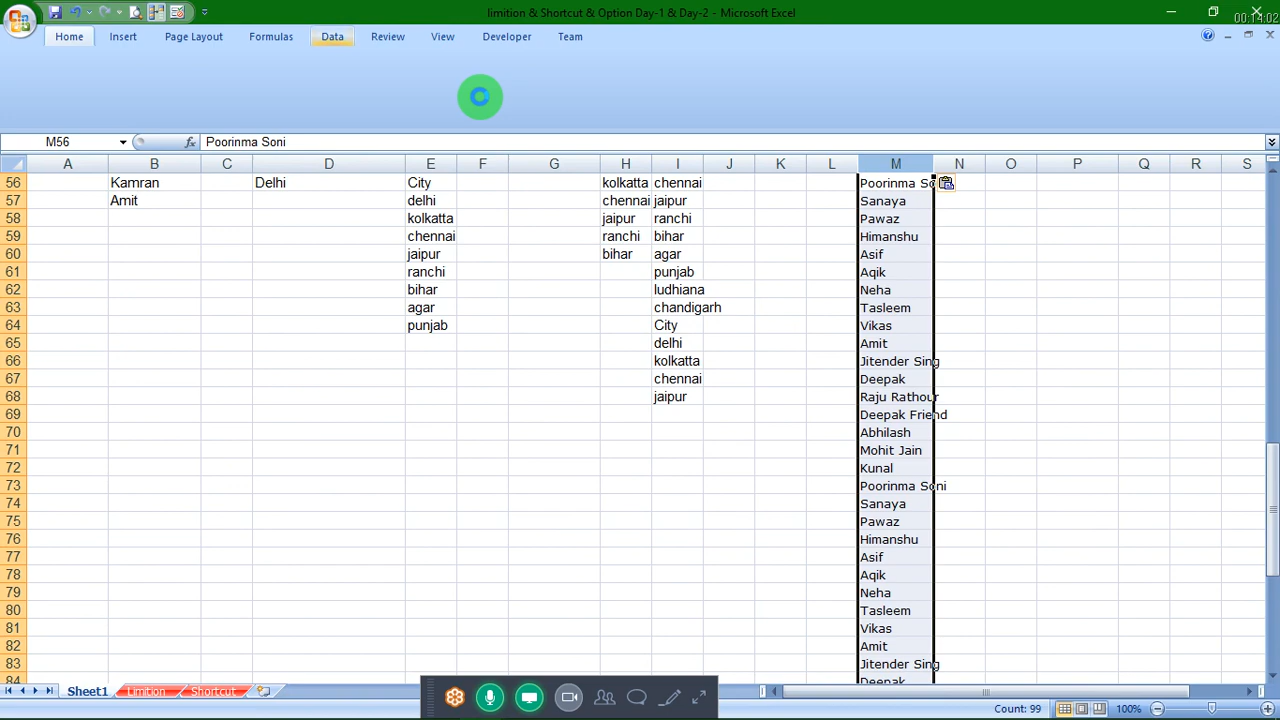 limition & Shortcut & Option Day-1 & Day-2 - Microsoft Excel
00:14:02
Home Insert Page Layout Formulas Data Review View Developer Team
M56 fx Poorinma Soni
A B C D E F G H I J K L M N O P Q R S
56 Kamran Delhi City kolkatta chennai Poorinma So
57 Amit delhi chennai jaipur Sanaya
58 kolkatta jaipur ranchi Pawaz
59 chennai ranchi bihar Himanshu
60 jaipur bihar agar Asif
61 ranchi punjab Aqik
62 bihar ludhiana Neha
63 agar chandigarh Tasleem
64 punjab City Vikas
65 delhi Amit
66 kolkatta Jitender Sing
67 chennai Deepak
68 jaipur Raju Rathour
69 Deepak Friend
70 Abhilash
71 Mohit Jain
72 Kunal
73 Poorinma Soni
74 Sanaya
75 Pawaz
76 Himanshu
77 Asif
78 Aqik
79 Neha
80 Tasleem
81 Vikas
82 Amit
83 Jitender Sing
84 Deepak
Sheet1 Limition Shortcut
Count: 99 100%